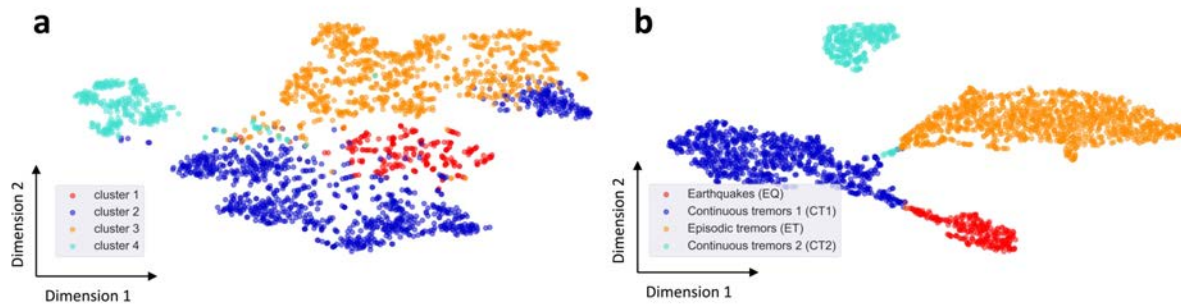 a
Dimension 2
cluster 1
cluster 2
cluster 3
cluster 4
Dimension 1
b
Dimension 2
Earthquakes (EQ)
Continuous tremors 1 (CT1)
Episodic tremors (ET)
Continuous tremors 2 (CT2)
Dimension 1